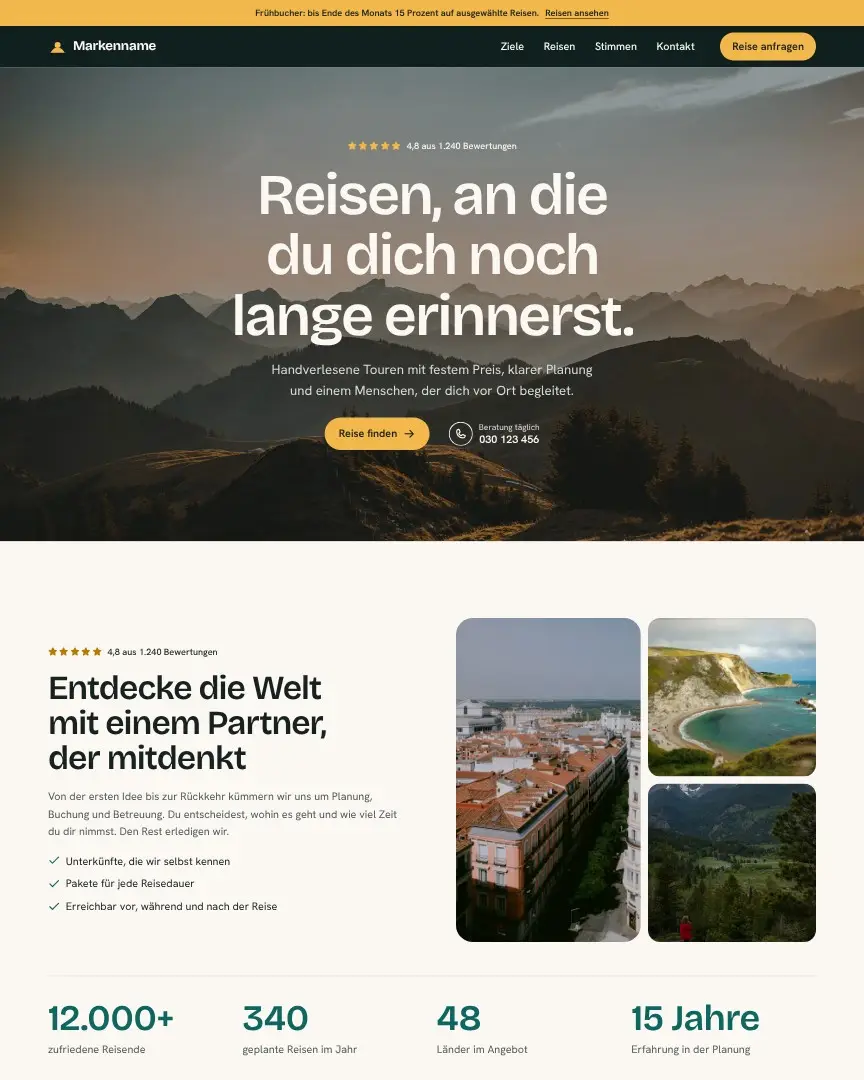 Frühbucher: bis Ende des Monats 15 Prozent auf ausgewählte Reisen. Reisen ansehen
Markenname
Ziele
Reisen
Stimmen
Kontakt
Reise anfragen
4,8 aus 1.240 Bewertungen
Reisen, an die
du dich noch
lange erinnerst.
Handverlesene Touren mit festem Preis, klarer Planung
und einem Menschen, der dich vor Ort begleitet.
Reise finden
Beratung täglich
030 123 456
4,8 aus 1.240 Bewertungen
Entdecke die Welt
mit einem Partner,
der mitdenkt
Von der ersten Idee bis zur Rückkehr kümmern wir uns um Planung,
Buchung und Betreuung. Du entscheidest, wohin es geht und wie viel Zeit
du dir nimmst. Den Rest erledigen wir.
Unterkünfte, die wir selbst kennen
Pakete für jede Reisedauer
Erreichbar vor, während und nach der Reise
12.000+
zufriedene Reisende
340
geplante Reisen im Jahr
48
Länder im Angebot
15 Jahre
Erfahrung in der Planung